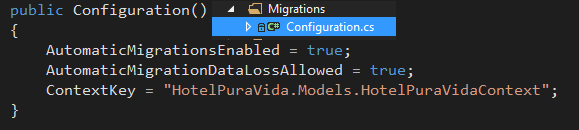 public Configuration()
Migrations
C# Configuration.cs
{
AutomaticMigrationsEnabled = true;
AutomaticMigrationDataLossAllowed = true;
ContextKey = "HotelPuraVida.Models.HotelPuraVidaContext";
}